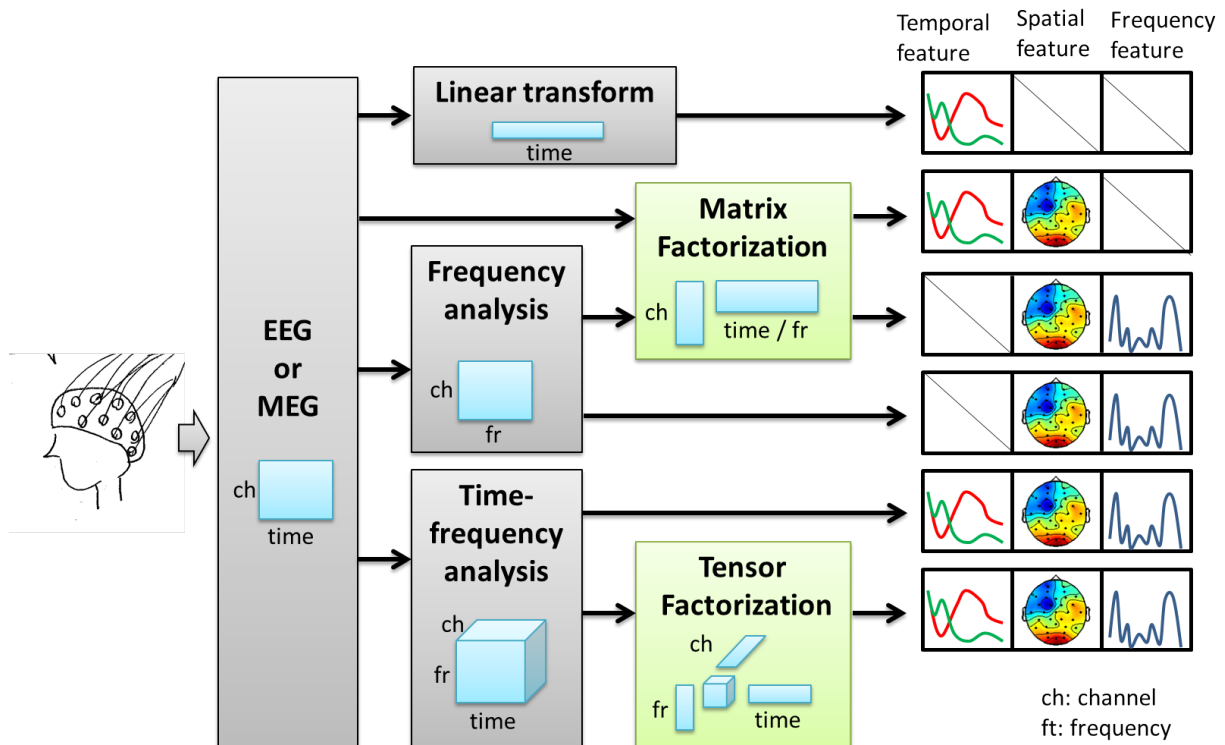 Temporal
feature
Spatial
feature
Frequency
feature
Linear transform
time
Matrix
Factorization
ch
time / fr
Frequency
analysis
ch
fr
EEG
or
MEG
ch
time
Time-
frequency
analysis
ch
fr
time
Tensor
Factorization
ch
fr
time
ch: channel
ft: frequency